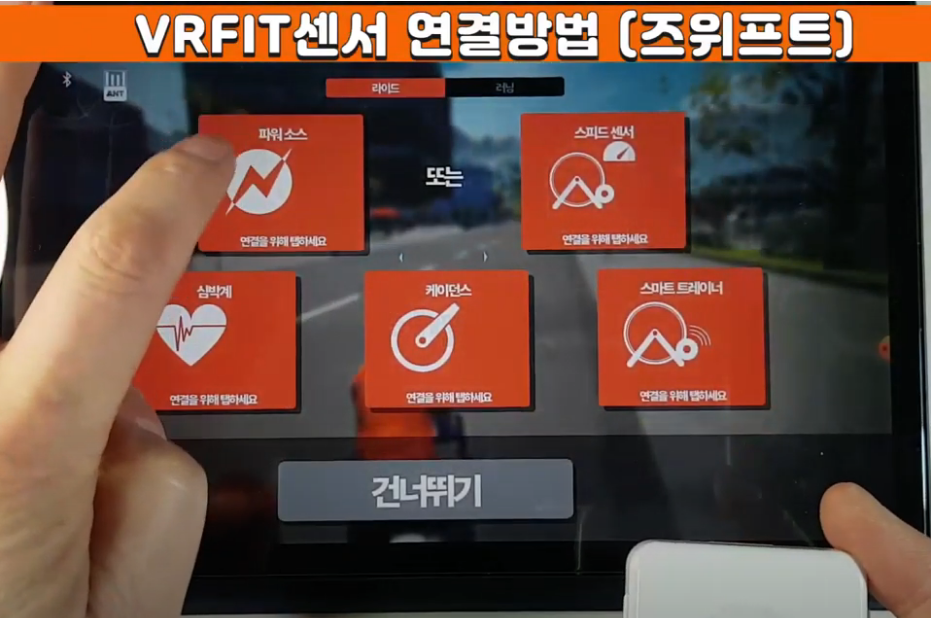 VRFIT센서 연결방법 (즈위프트)
ANT
라이드 러닝
파워 소스
연결을 위해 탭하세요
또는
스피드 센서
연결을 위해 탭하세요
심박계
연결을 위해 탭하세요
케이던스
연결을 위해 탭하세요
스마트 트레이너
연결을 위해 탭하세요
건너뛰기